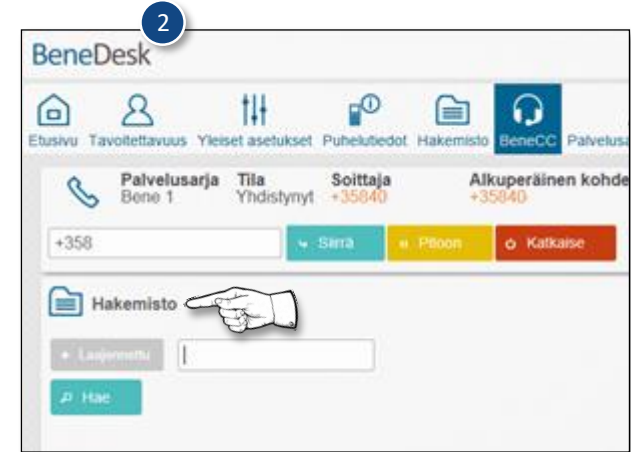 2
BeneDesk
Etusivu Tavoitettavuus Yleiset asetukset Puhelutiedot Hakemisto BeneCC Palvelusa
Palvelusarja Tila Soittaja Alkuperäinen kohde
Bene 1 Yhdistynyt +35840 +35840
+358 Siirrä Pitoon Katkaise
Hakemisto
Laajennettu
Hae